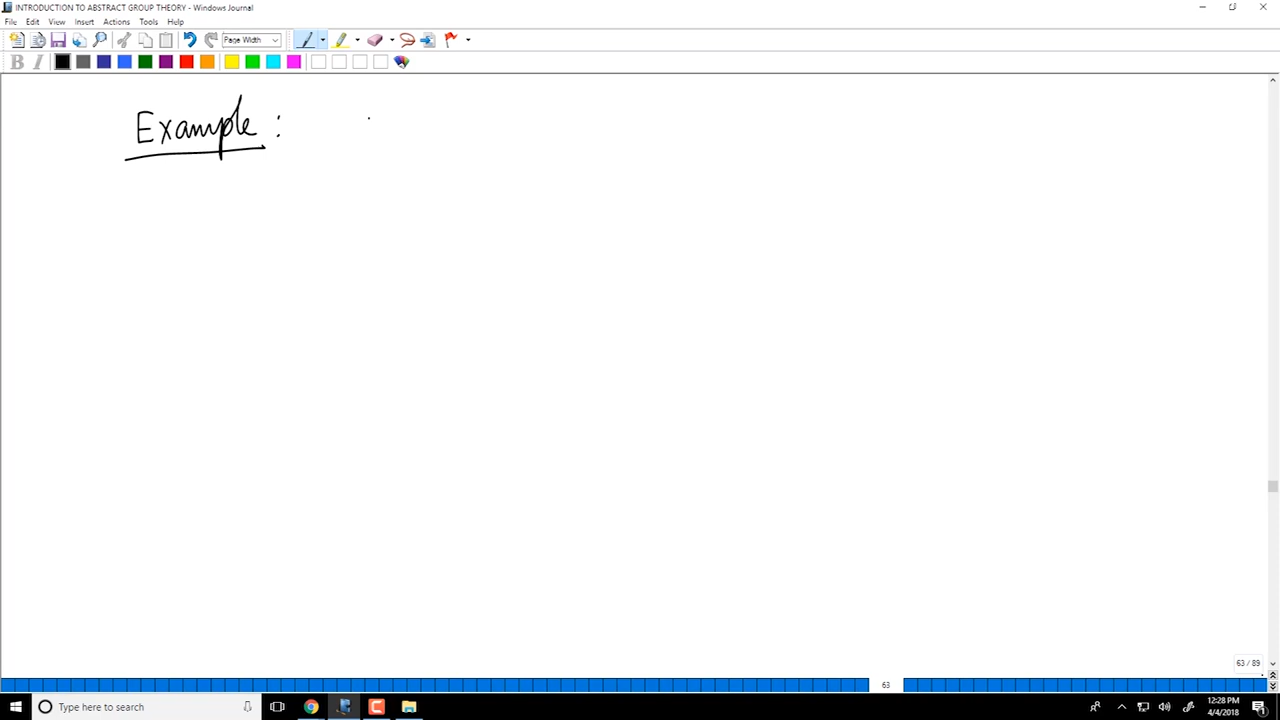 INTRODUCTION TO ABSTRACT GROUP THEORY - Windows Journal
File Edit View Insert Actions Tools Help
Page Width
B I
Example :
63 / 89
63
Type here to search
12:28 PM
4/4/2018